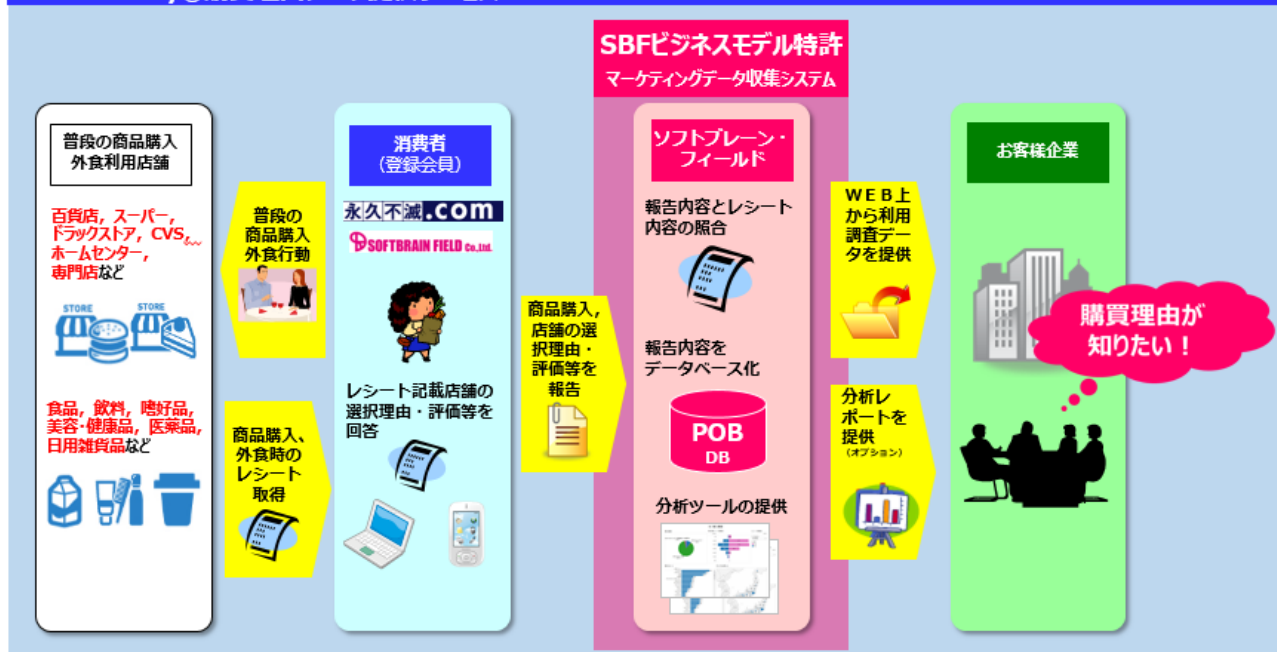 SBFビジネスモデル特許
マーケティングデータ収集システム
普段の商品購入
外食利用店舗
百貨店, スーパー,
ドラックストア, CVS,
ホームセンター,
専門店など
STORE
STORE
食品, 飲料, 嗜好品,
美容・健康品, 医薬品,
日用雑貨品など
普段の
商品購入
外食行動
商品購入、
外食時の
レシート
取得
消費者
（登録会員）
永久不滅.com
SOFTBRAIN FIELD Co.,Ltd.
レシート記載店舗の
選択理由・評価等を
回答
商品購入,
店舗の選
択理由・
評価等を
報告
ソフトブレーン・
フィールド
報告内容とレシート
内容の照合
報告内容を
データベース化
POB
DB
分析ツールの提供
ＷＥＢ上
から利用
調査デー
タを提供
分析レ
ポートを
提供
（オプション）
お客様企業
購買理由が
知りたい！